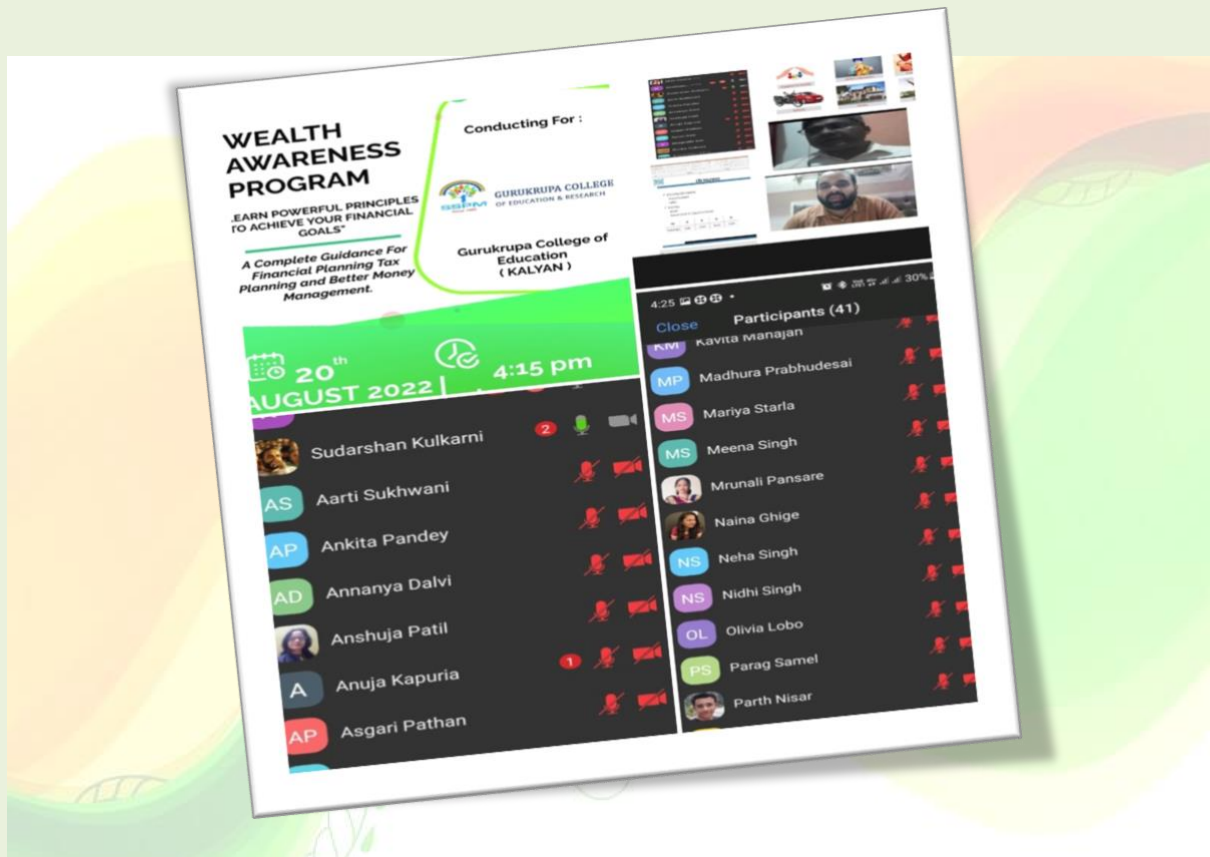 WEALTH
AWARENESS
PROGRAM
LEARN POWERFUL PRINCIPLES
TO ACHIEVE YOUR FINANCIAL
GOALS"
A Complete Guidance For
Financial Planning Tax
Planning and Better Money
Management.
Conducting For :
SSPM
GURUKRUPA COLLEGE
OF EDUCATION & RESEARCH
Gurukrupa College of
Education
( KALYAN )
20th
AUGUST 2022
4:15 pm
Sudarshan Kulkarni
2
AS Aarti Sukhwani
AP Ankita Pandey
AD Annanya Dalvi
Anshuja Patil
A Anuja Kapuria
1
AP Asgari Pathan
4:25
30%
Close Participants (41)
KM Kavita Manajan
MP Madhura Prabhudesai
MS Mariya Starla
MS Meena Singh
Mrunali Pansare
Naina Ghige
NS Neha Singh
NS Nidhi Singh
OL Olivia Lobo
PS Parag Samel
Parth Nisar